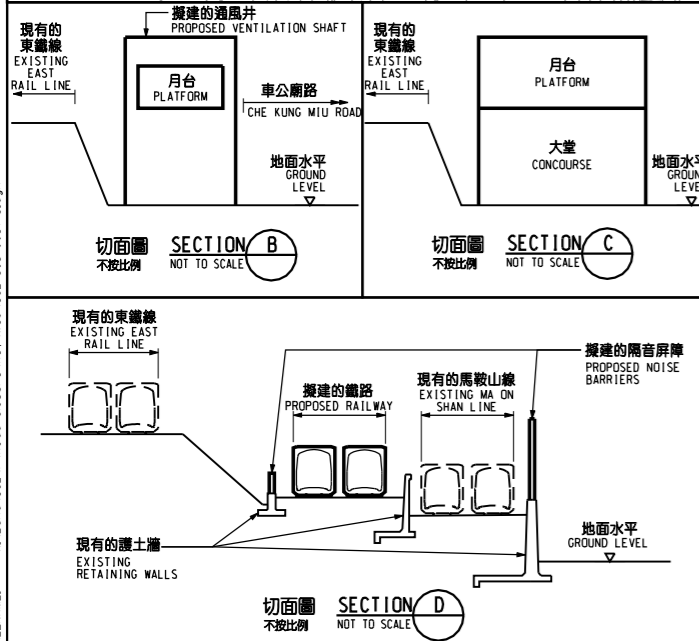 擬建的通風井
PROPOSED VENTILATION SHAFT
現有的
東鐵線
EXISTING
EAST
RAIL LINE
月台
PLATFORM
車公廟路
CHE KUNG MIU ROAD
地面水平
GROUND
LEVEL
切面圖
不按比例
SECTION B
NOT TO SCALE
現有的
東鐵線
EXISTING
EAST
RAIL LINE
月台
PLATFORM
大堂
CONCOURSE
地面水平
GROUND
LEVEL
切面圖
不按比例
SECTION C
NOT TO SCALE
現有的東鐵線
EXISTING EAST
RAIL LINE
擬建的鐵路
PROPOSED RAILWAY
現有的馬鞍山線
EXISTING MA ON
SHAN LINE
擬建的隔音屏障
PROPOSED NOISE
BARRIERS
現有的護土牆
EXISTING
RETAINING WALLS
地面水平
GROUND LEVEL
切面圖
不按比例
SECTION D
NOT TO SCALE